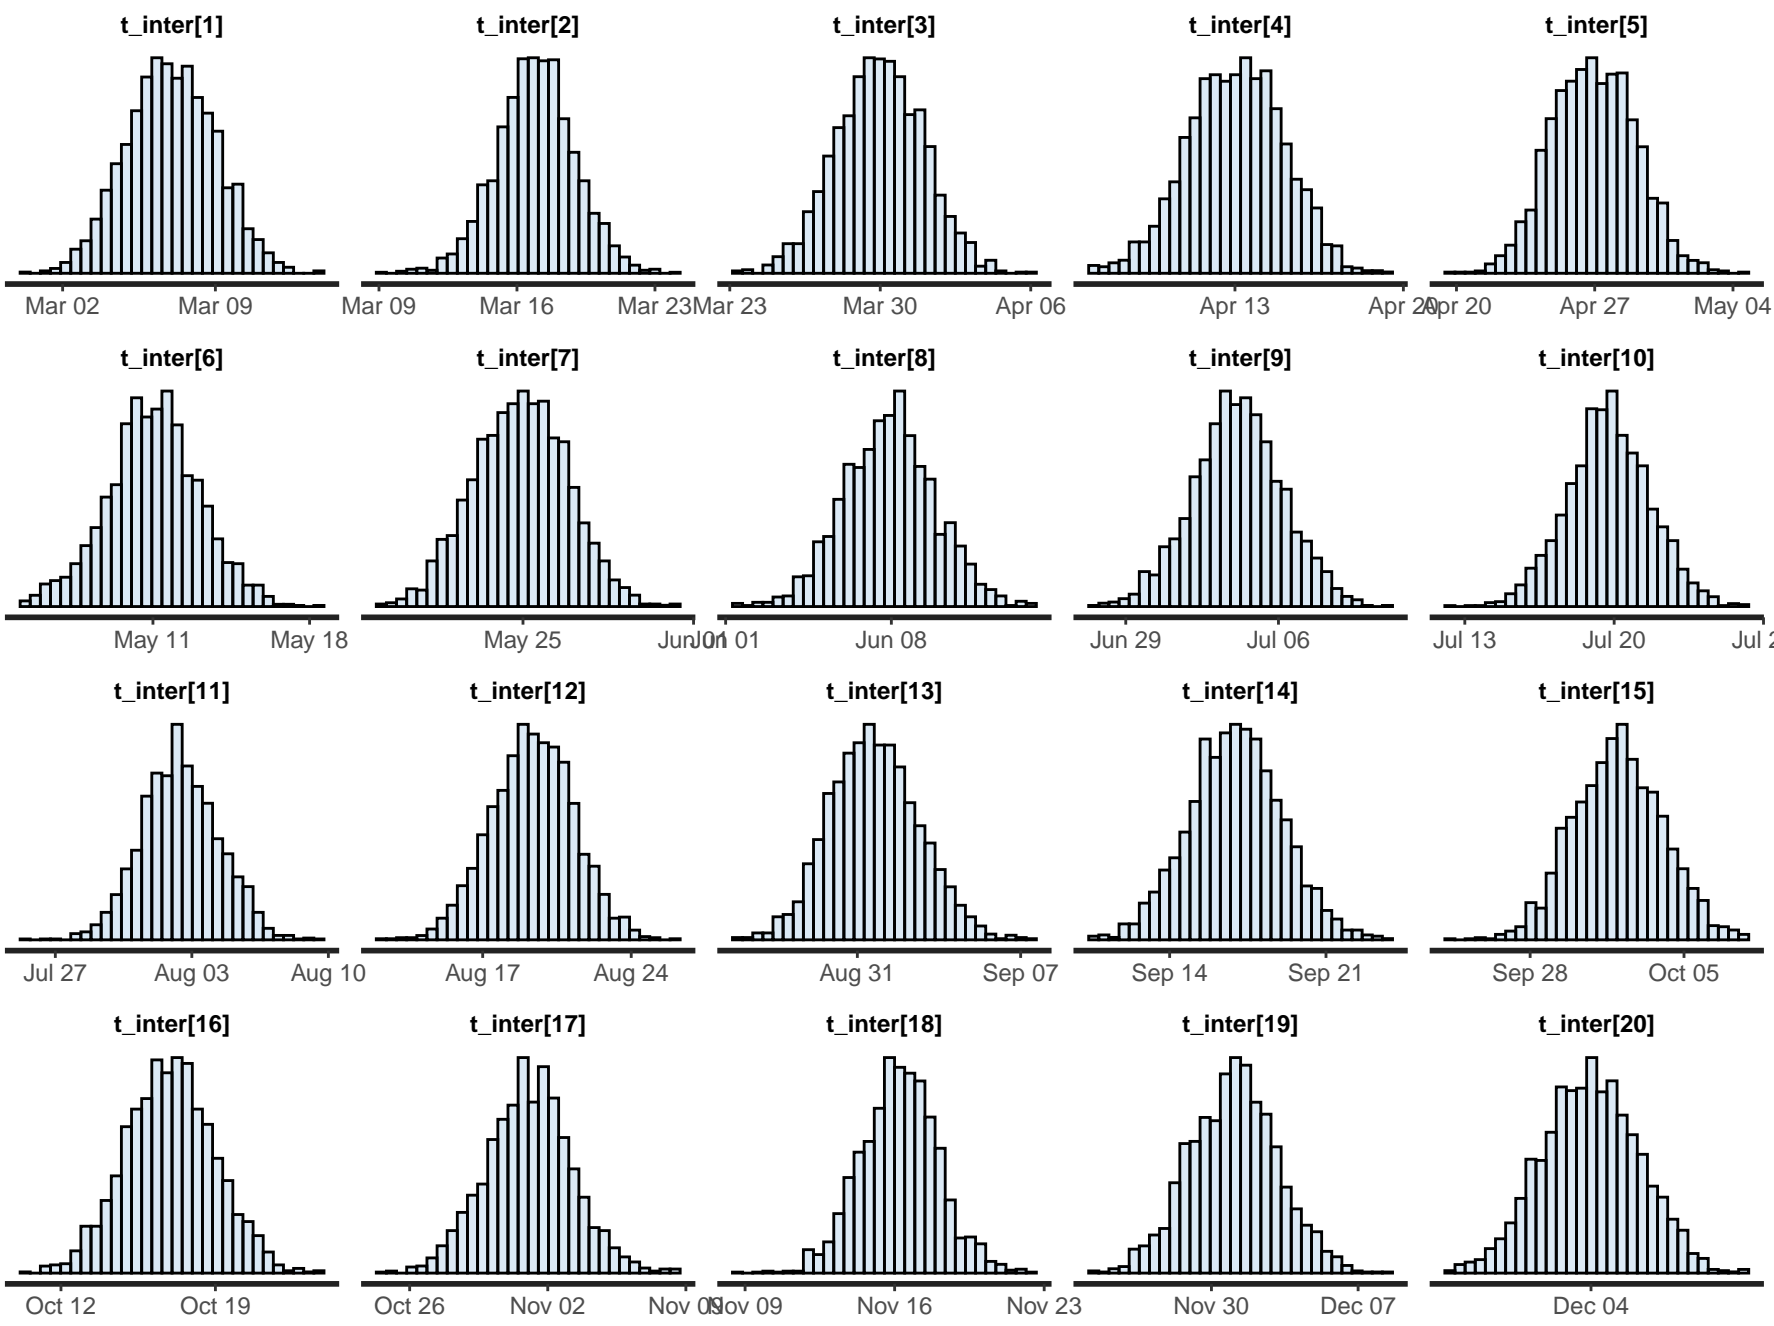 t_inter[1] t_inter[2] t_inter[3] t_inter[4] t_inter[5]
Mar 02 Mar 09 Mar 09 Mar 16 Mar 23 Mar 23 Mar 30 Apr 06 Apr 13 Apr 20 Apr 20 Apr 27 May 04
t_inter[6] t_inter[7] t_inter[8] t_inter[9] t_inter[10]
May 11 May 18 May 25 Jun 01 Jun 01 Jun 08 Jun 29 Jul 06 Jul 13 Jul 20 Jul 2
t_inter[11] t_inter[12] t_inter[13] t_inter[14] t_inter[15]
Jul 27 Aug 03 Aug 10 Aug 17 Aug 24 Aug 31 Sep 07 Sep 14 Sep 21 Sep 28 Oct 05
t_inter[16] t_inter[17] t_inter[18] t_inter[19] t_inter[20]
Oct 12 Oct 19 Oct 26 Nov 02 Nov 09 Nov 09 Nov 16 Nov 23 Nov 30 Dec 07 Dec 04